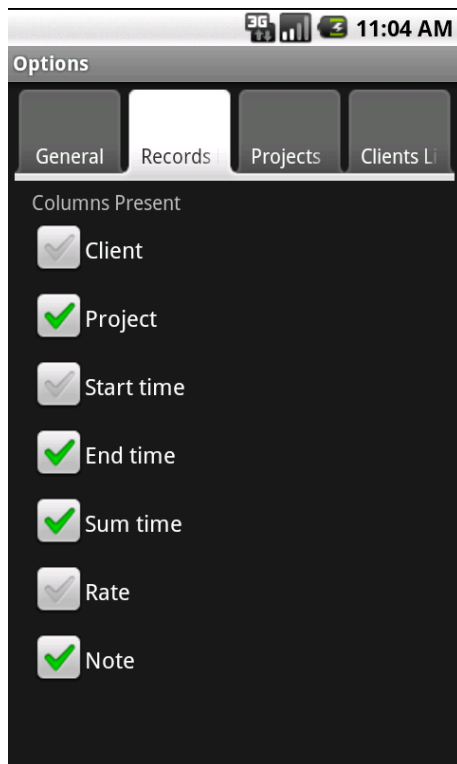 3G 11:04 AM
Options
General Records Projects Clients Li
Columns Present
Client
Project
Start time
End time
Sum time
Rate
Note